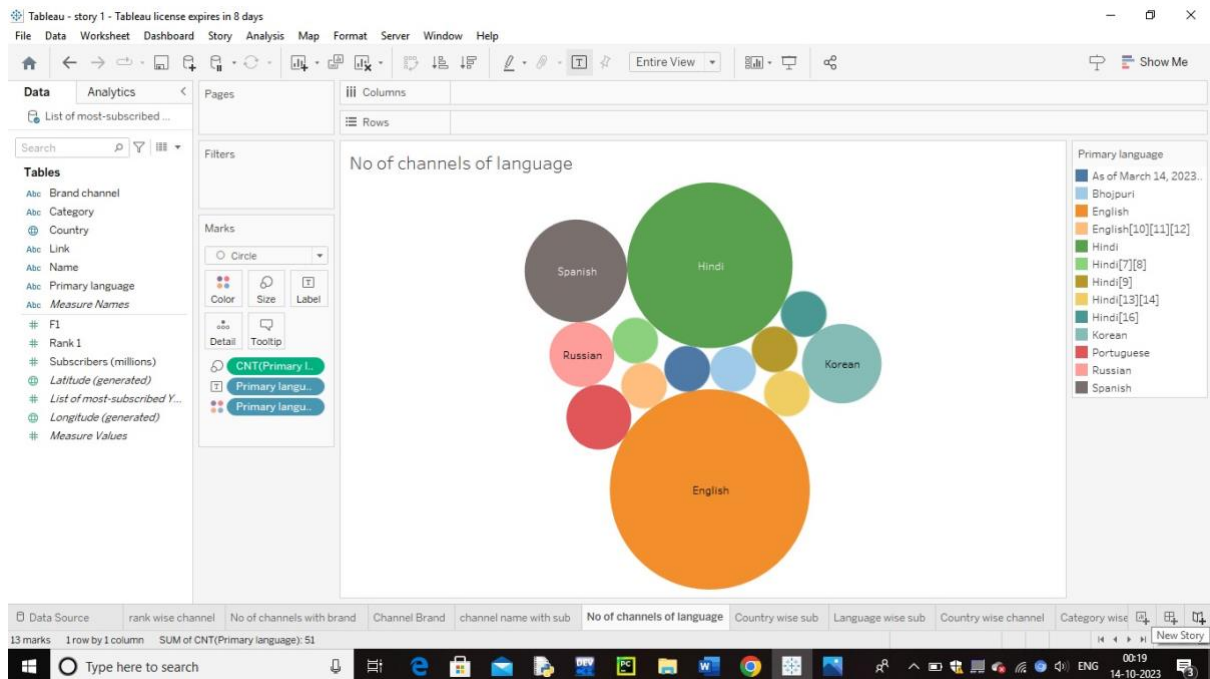 Tableau - story 1 - Tableau license expires in 8 days
File Data Worksheet Dashboard Story Analysis Map Format Server Window Help
Entire View
Show Me
Data Analytics
List of most-subscribed ...
Search
Tables
Abc Brand channel
Abc Category
Country
Abc Link
Abc Name
Abc Primary language
Abc Measure Names
# F1
# Rank 1
# Subscribers (millions)
Latitude (generated)
# List of most-subscribed Y...
Longitude (generated)
# Measure Values
Pages
Filters
Marks
Circle
Color Size Label
Detail Tooltip
CNT(Primary l..
Primary langu..
Primary langu..
Columns
Rows
No of channels of language
Spanish
Hindi
Russian
Korean
English
Primary language
As of March 14, 2023..
Bhojpuri
English
English[10][11][12]
Hindi
Hindi[7][8]
Hindi[9]
Hindi[13][14]
Hindi[16]
Korean
Portuguese
Russian
Spanish
Data Source rank wise channel No of channels with brand Channel Brand channel name with sub No of channels of language Country wise sub Language wise sub Country wise channel Category wise
13 marks 1 row by 1 column SUM of CNT(Primary language): 51
New Story
Type here to search
ENG
00:19
14-10-2023